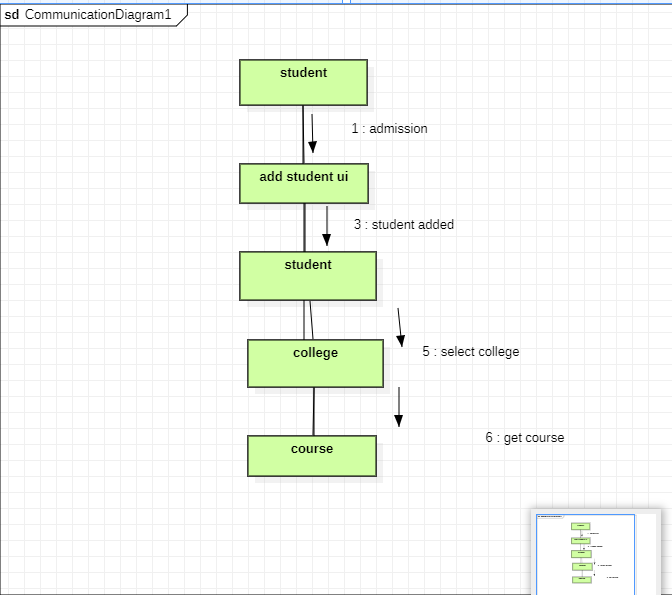 sd CommunicationDiagram1
student
1 : admission
add student ui
3 : student added
student
college
5 : select college
6 : get course
course